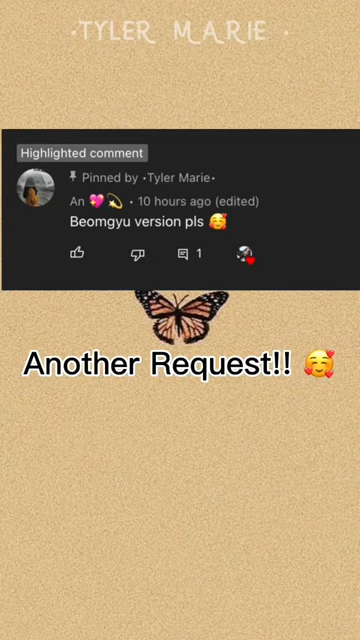 ·TYLER MARIE ·
Highlighted comment
Pinned by •Tyler Marie•
An 💖💫 • 10 hours ago (edited)
Beomgyu version pls 🥰
1
Another Request!! 🥰